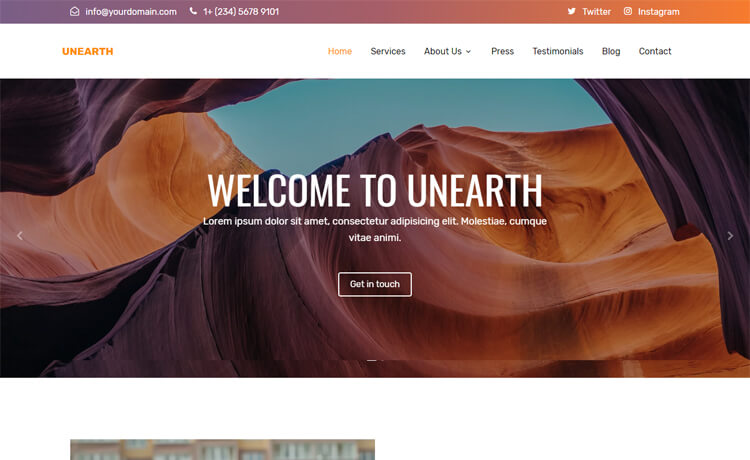 info@yourdomain.com 1+ (234) 5678 9101 Twitter Instagram
UNEARTH Home Services About Us Press Testimonials Blog Contact
WELCOME TO UNEARTH
Lorem ipsum dolor sit amet, consectetur adipisicing elit. Molestiae, cumque
vitae animi.
Get in touch